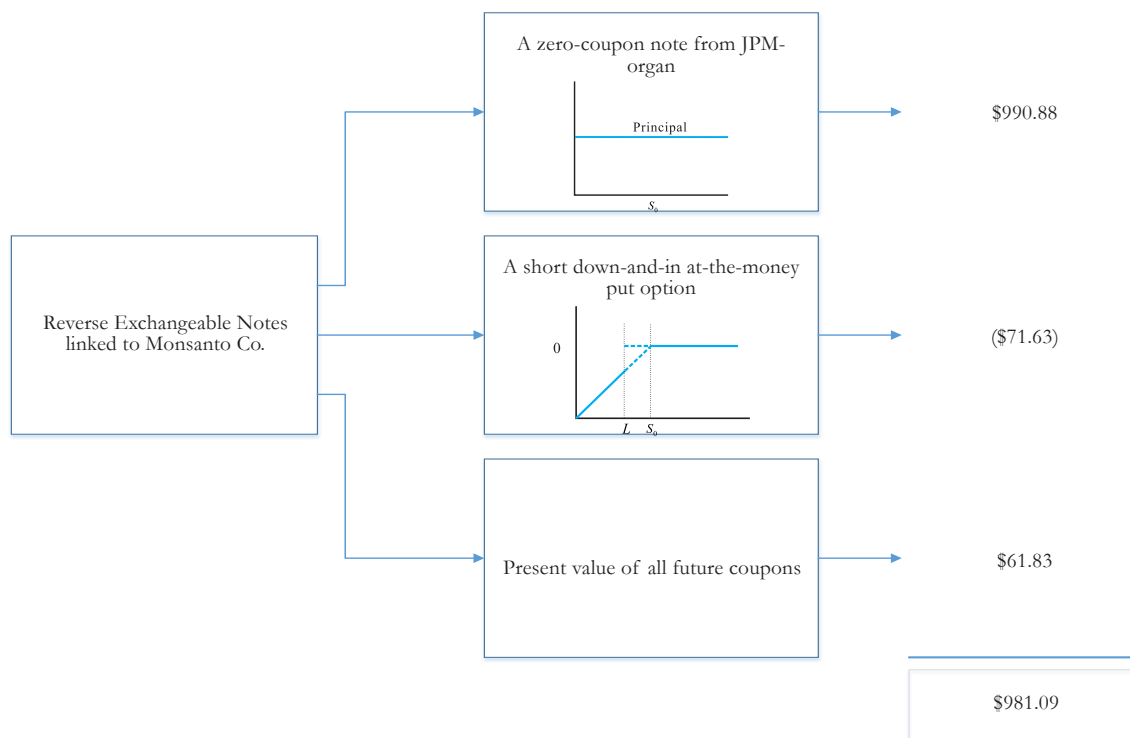 A zero-coupon note from JPM-
organ
Principal
S₀
$990.88
Reverse Exchangeable Notes
linked to Monsanto Co.
A short down-and-in at-the-money
put option
0
L S₀
($71.63)
Present value of all future coupons
$61.83
$981.09